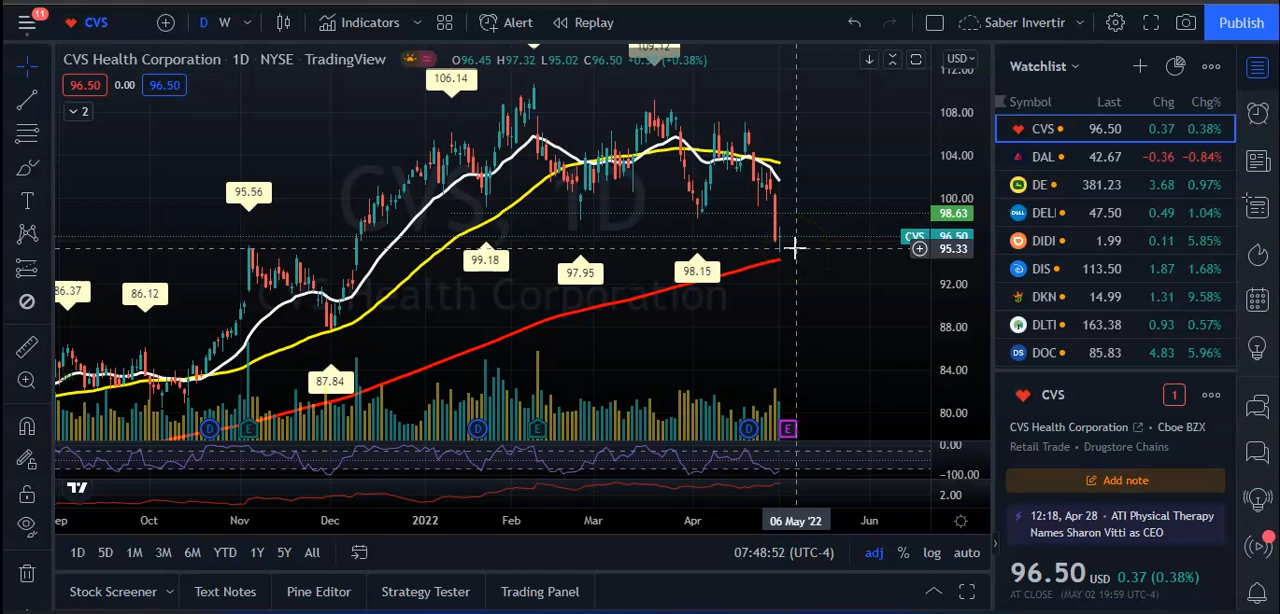 11
CVS
D W
Indicators
Alert
Replay
Saber Invertir
Publish
CVS Health Corporation · 1D · NYSE · TradingView
O96.45 H97.32 L95.02 C96.50
(+0.38%)
USD
96.50 0.00 96.50
2
CVS, 1D
CVS Health Corporation
109.12
106.14
95.56
86.37
86.12
87.84
99.18
97.95
98.15
112.00
108.00
104.00
100.00
98.63
CVS 96.50
95.33
92.00
88.00
84.00
80.00
0.00
-100.00
2.00
D E D E D E
ep Oct Nov Dec 2022 Feb Mar Apr 06 May '22 Jun
1D 5D 1M 3M 6M YTD 1Y 5Y All
07:48:52 (UTC-4) adj % log auto
Stock Screener Text Notes Pine Editor Strategy Tester Trading Panel
Watchlist
Symbol Last Chg Chg%
CVS 96.50 0.37 0.38%
DAL 42.67 -0.36 -0.84%
DE 381.23 3.68 0.97%
DELL 47.50 0.49 1.04%
DIDI 1.99 0.11 5.85%
DIS 113.50 1.87 1.68%
DKN 14.99 1.31 9.58%
DLTI 163.38 0.93 0.57%
DOC 85.83 4.83 5.96%
CVS 1
CVS Health Corporation · Cboe BZX
Retail Trade · Drugstore Chains
Add note
12:18, Apr 28 · ATI Physical Therapy
Names Sharon Vitti as CEO
96.50 USD 0.37 (0.38%)
AT CLOSE (MAY 02 19:59 UTC-4)